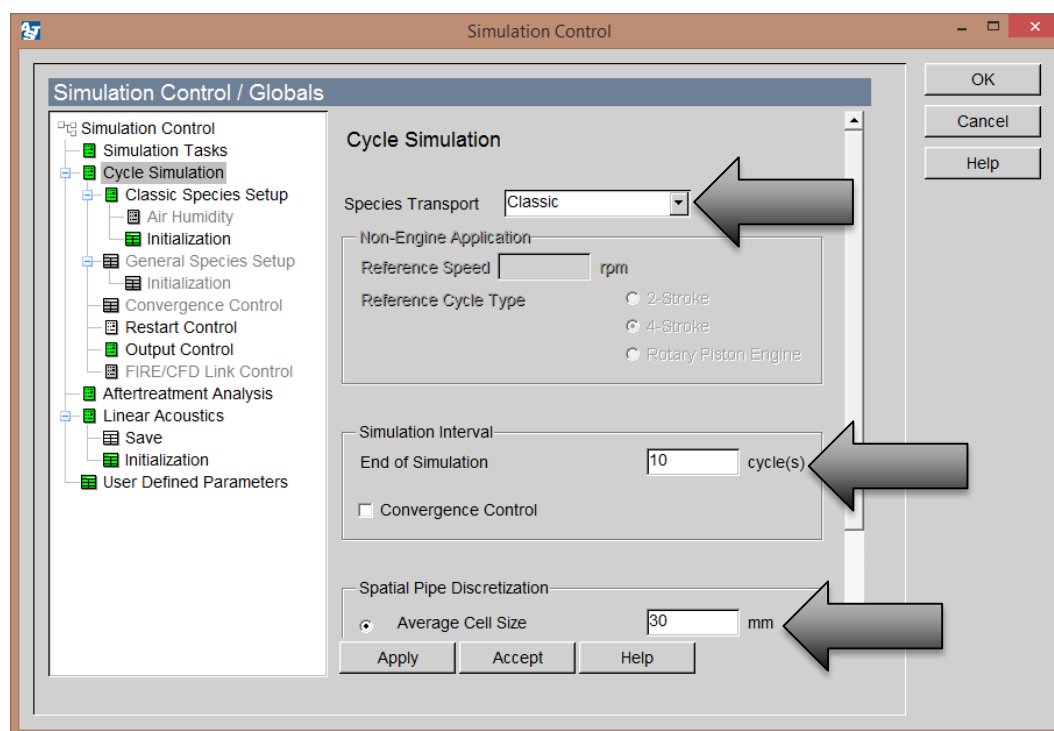 Simulation Control
OK
Cancel
Help
Simulation Control / Globals
Simulation Control
Simulation Tasks
Cycle Simulation
Classic Species Setup
Air Humidity
Initialization
General Species Setup
Initialization
Convergence Control
Restart Control
Output Control
FIRE/CFD Link Control
Aftertreatment Analysis
Linear Acoustics
Save
Initialization
User Defined Parameters
Cycle Simulation
Species Transport Classic
Non-Engine Application
Reference Speed rpm
Reference Cycle Type 2-Stroke
4-Stroke
Rotary Piston Engine
Simulation Interval
End of Simulation 10 cycle(s)
Convergence Control
Spatial Pipe Discretization
Average Cell Size 30 mm
Apply Accept Help